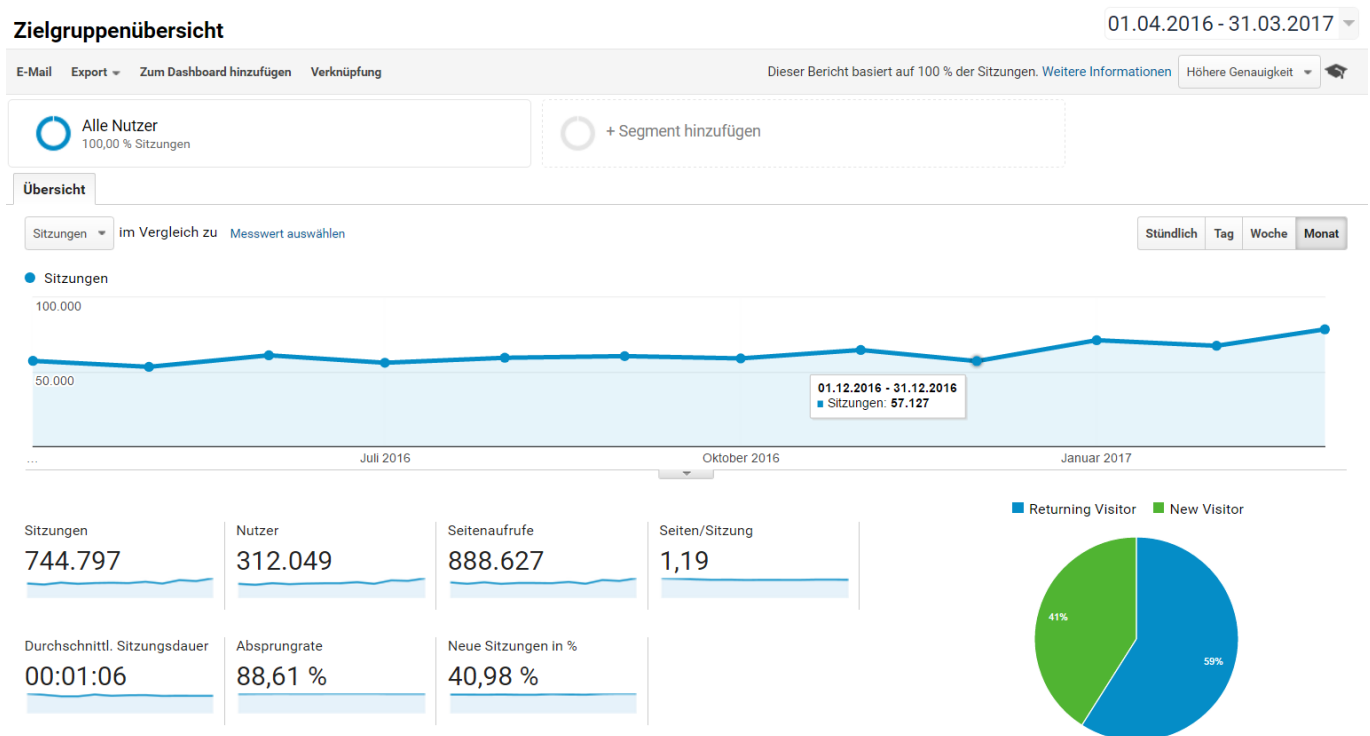 Zielgruppenübersicht
01.04.2016 - 31.03.2017
E-Mail Export Zum Dashboard hinzufügen Verknüpfung
Dieser Bericht basiert auf 100 % der Sitzungen. Weitere Informationen Höhere Genauigkeit
Alle Nutzer
100,00 % Sitzungen
+ Segment hinzufügen
Übersicht
Sitzungen im Vergleich zu Messwert auswählen
Stündlich Tag Woche Monat
Sitzungen
100.000
50.000
01.12.2016 - 31.12.2016
Sitzungen: 57.127
... Juli 2016 Oktober 2016 Januar 2017
Returning Visitor New Visitor
Sitzungen Nutzer Seitenaufrufe Seiten/Sitzung
744.797 312.049 888.627 1,19
41%
59%
Durchschnittl. Sitzungsdauer Absprungrate Neue Sitzungen in %
00:01:06 88,61 % 40,98 %